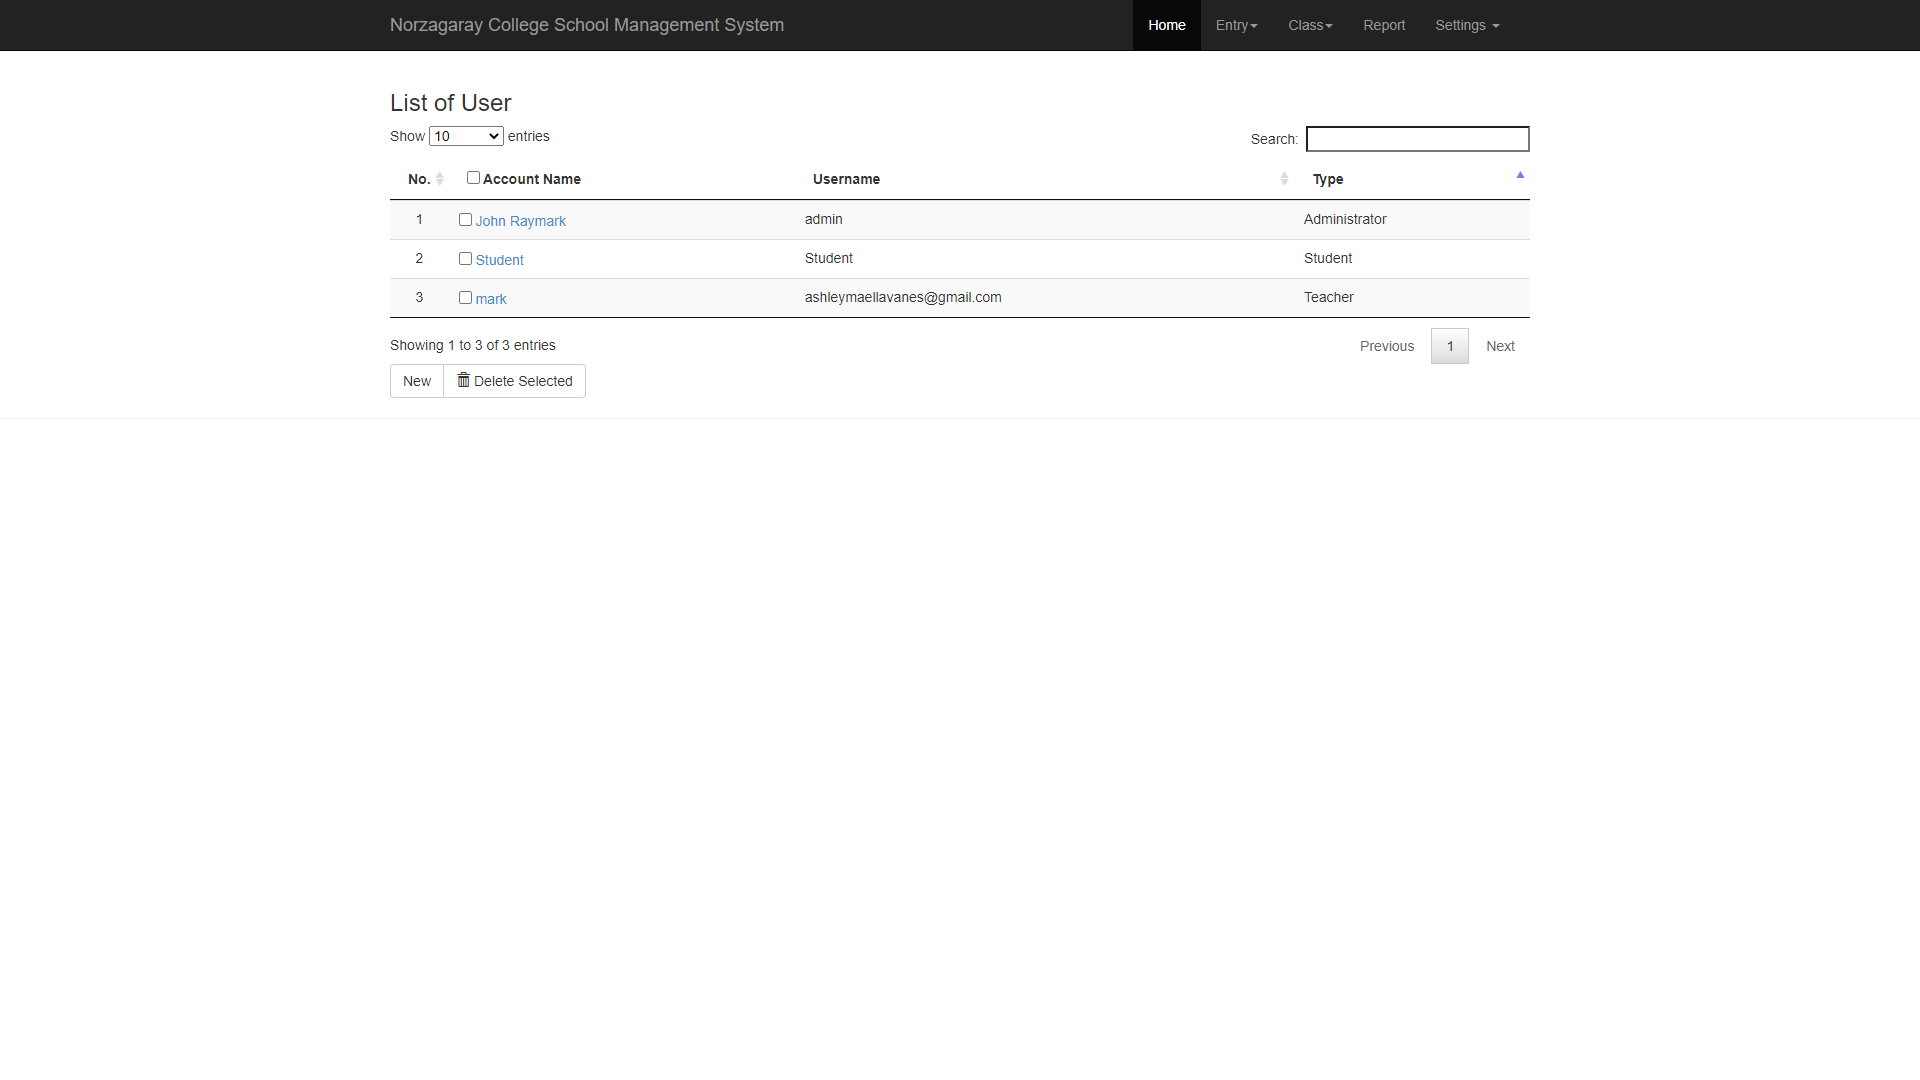 Norzagaray College School Management System Home Entry Class Report Settings
List of User
Show 10 entries Search:
No. Account Name Username Type
1 John Raymark admin Administrator
2 Student Student Student
3 mark ashleymaellavanes@gmail.com Teacher
Showing 1 to 3 of 3 entries Previous 1 Next
New Delete Selected